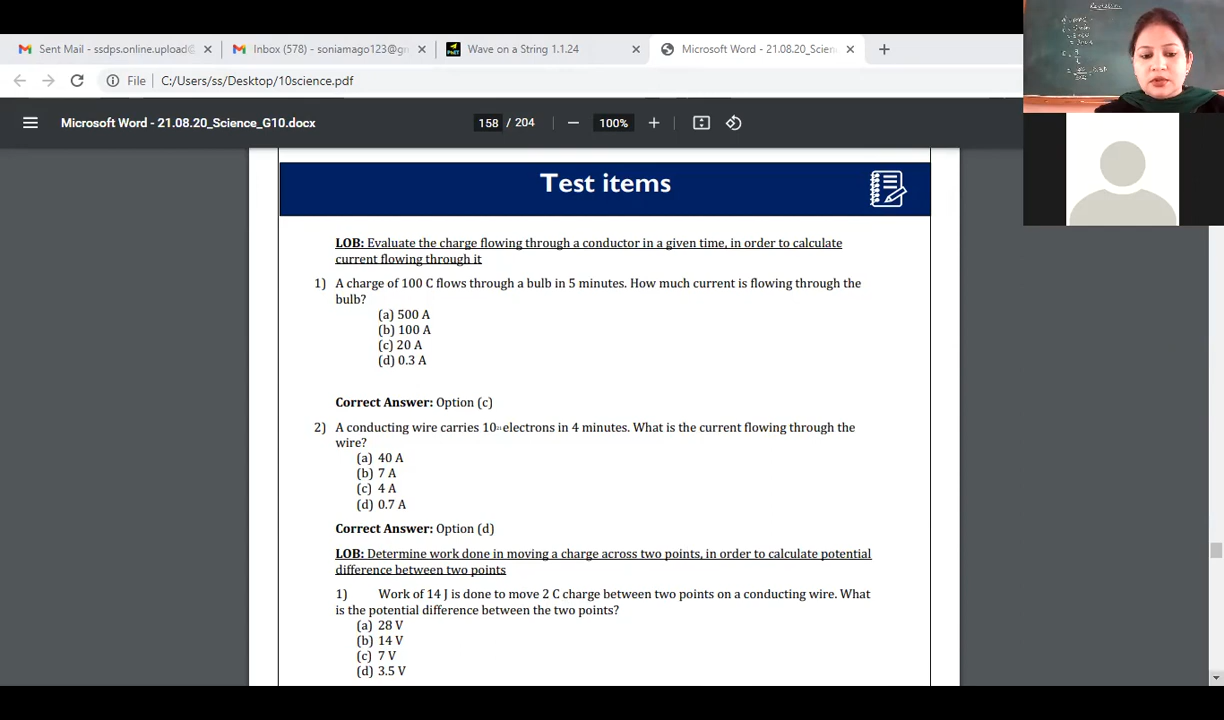 Sent Mail - ssdps.online.upload
Inbox (578) - soniamago123@gm
Wave on a String 1.1.24
Microsoft Word - 21.08.20_Scien
File C:/Users/ss/Desktop/10science.pdf
Microsoft Word - 21.08.20_Science_G10.docx
158 / 204
100%
Test items
LOB: Evaluate the charge flowing through a conductor in a given time, in order to calculate
current flowing through it
1) A charge of 100 C flows through a bulb in 5 minutes. How much current is flowing through the
bulb?
(a) 500 A
(b) 100 A
(c) 20 A
(d) 0.3 A
Correct Answer: Option (c)
2) A conducting wire carries 10 electrons in 4 minutes. What is the current flowing through the
wire?
(a) 40 A
(b) 7 A
(c) 4 A
(d) 0.7 A
Correct Answer: Option (d)
LOB: Determine work done in moving a charge across two points, in order to calculate potential
difference between two points
1) Work of 14 J is done to move 2 C charge between two points on a conducting wire. What
is the potential difference between the two points?
(a) 28 V
(b) 14 V
(c) 7 V
(d) 3.5 V